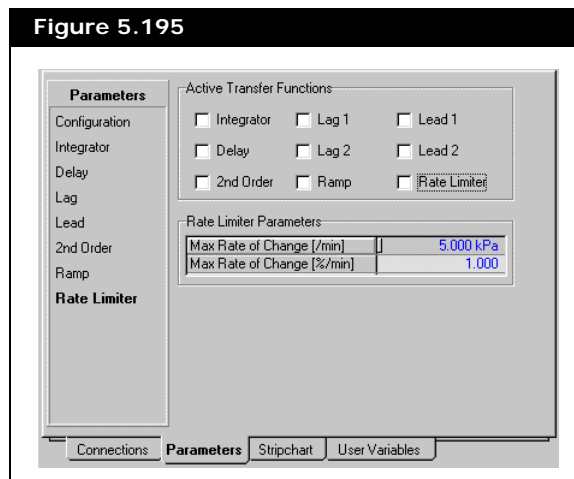 Figure 5.195
Parameters
Configuration
Integrator
Delay
Lag
Lead
2nd Order
Ramp
Rate Limiter
Active Transfer Functions
Integrator Lag 1 Lead 1
Delay Lag 2 Lead 2
2nd Order Ramp Rate Limiter
Rate Limiter Parameters
Max Rate of Change [/min] 5.000 kPa
Max Rate of Change [%/min] 1.000
Connections Parameters Stripchart User Variables